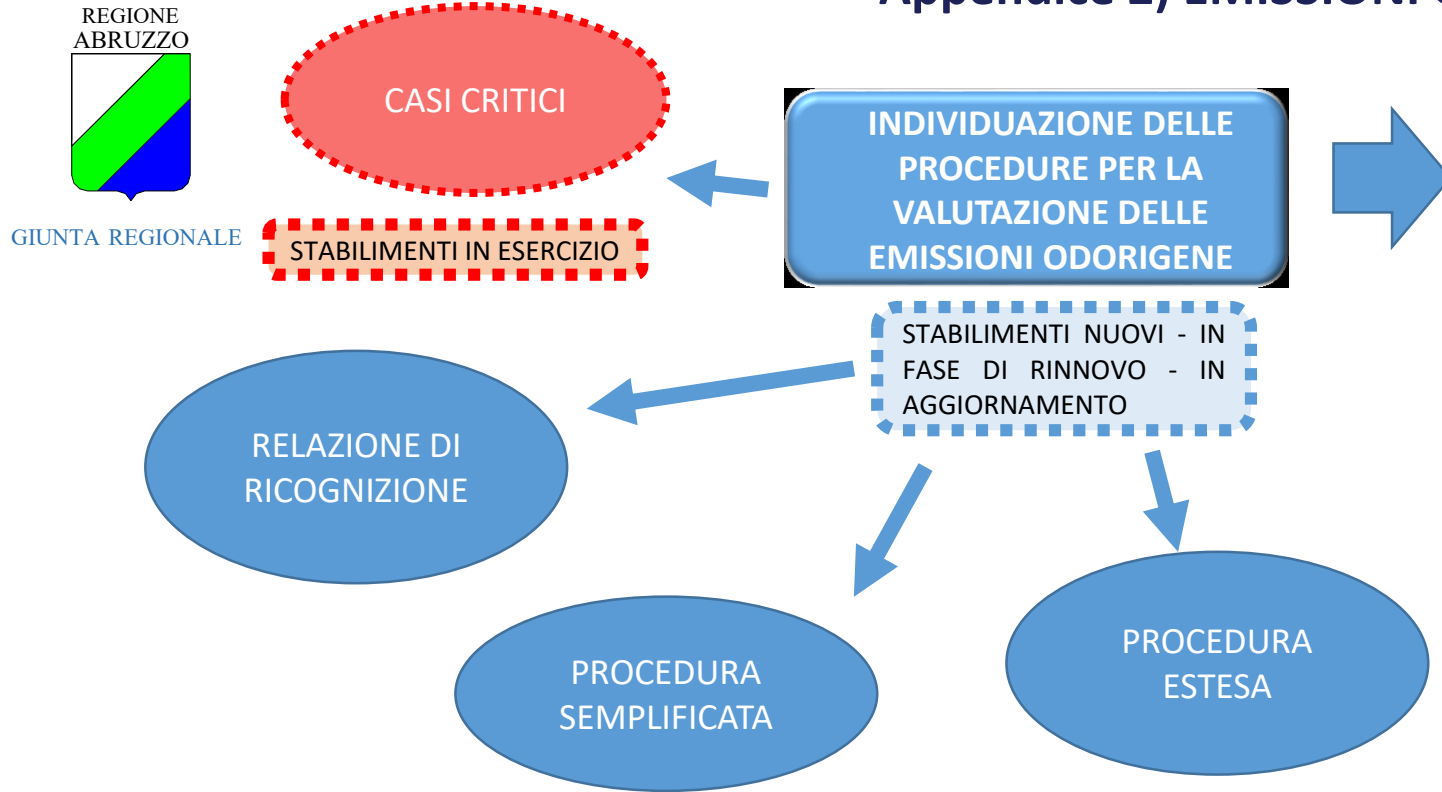 REGIONE
ABRUZZO
GIUNTA REGIONALE
CASI CRITICI
STABILIMENTI IN ESERCIZIO
INDIVIDUAZIONE DELLE
PROCEDURE PER LA
VALUTAZIONE DELLE
EMISSIONI ODORIGENE
STABILIMENTI NUOVI - IN
FASE DI RINNOVO - IN
AGGIORNAMENTO
RELAZIONE DI
RICOGNIZIONE
PROCEDURA
SEMPLIFICATA
PROCEDURA
ESTESA